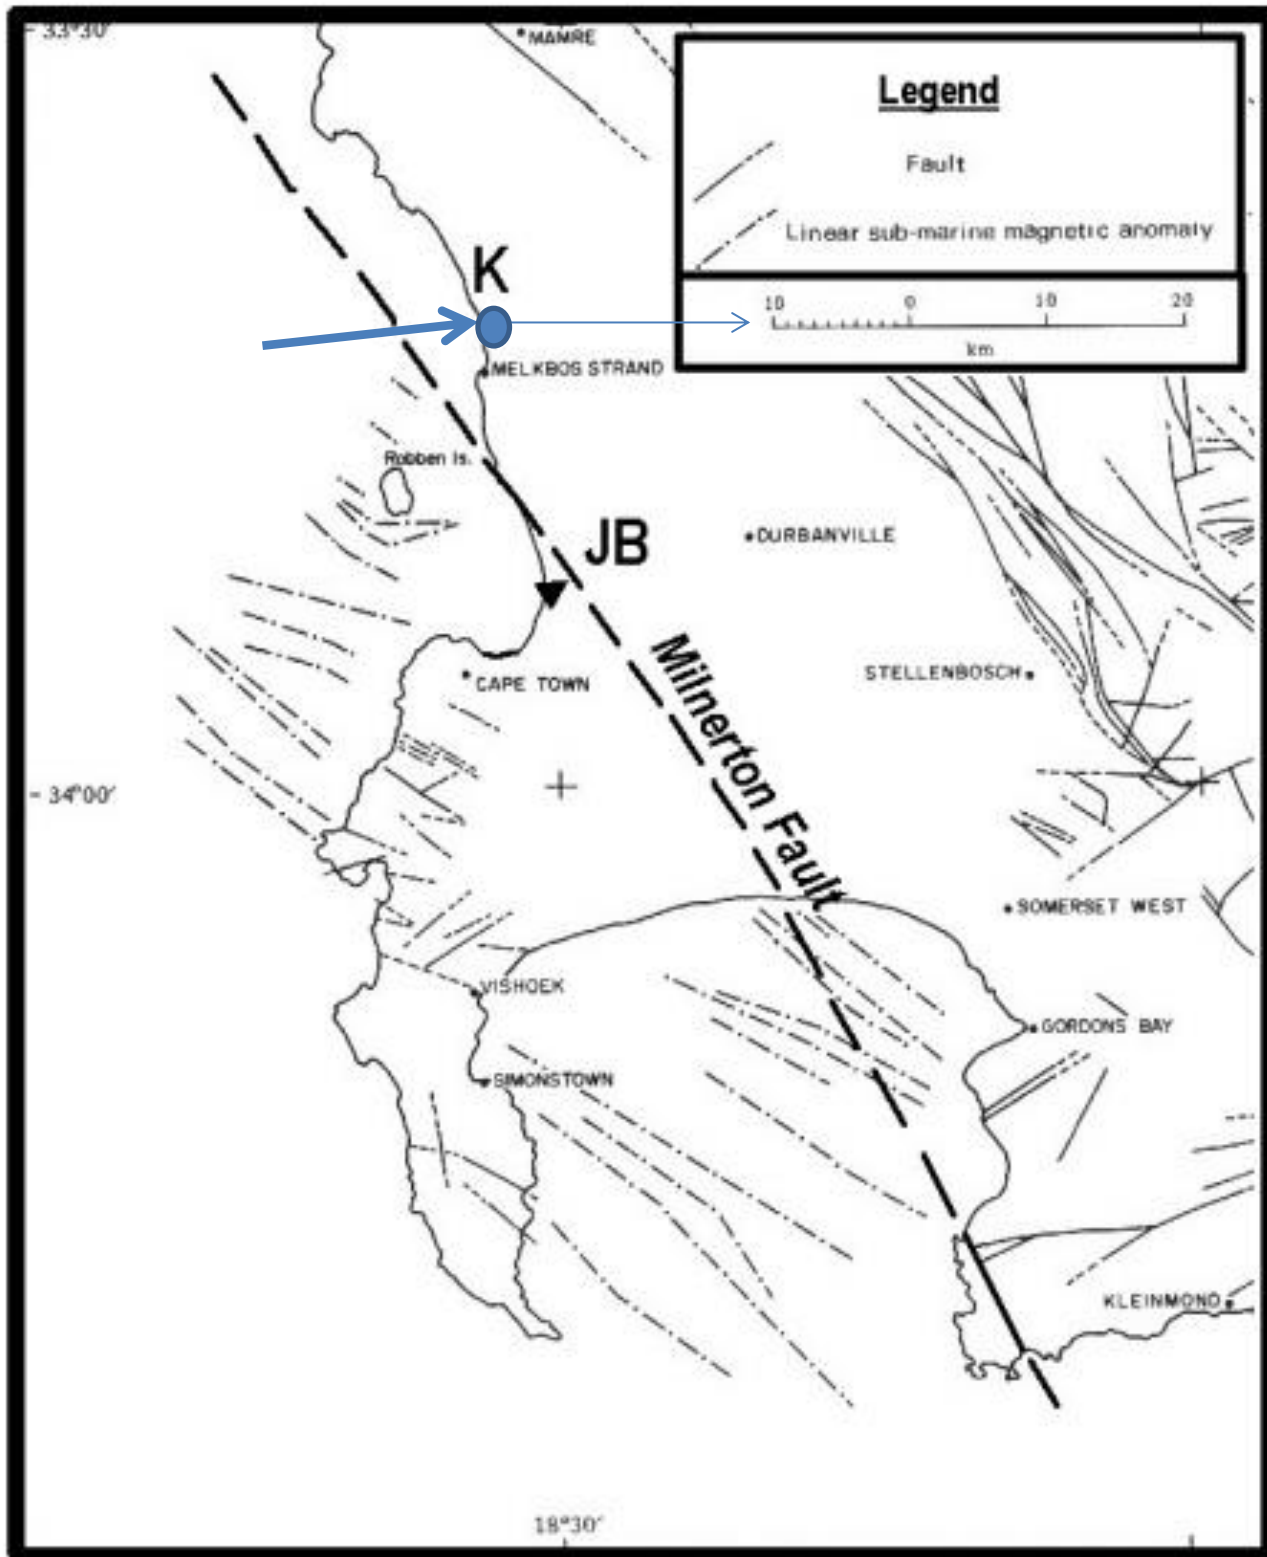 33°30′
MAMRE
Legend
Fault
Linear sub-marine magnetic anomaly
10 0 10 20
km
K
MELKBOS STRAND
Robben Is.
JB
DURBANVILLE
Milnerton Fault
STELLENBOSCH
CAPE TOWN
34°00′
SOMERSET WEST
VISHOEK
GORDONS BAY
SIMONSTOWN
KLEINMOND
18°30′